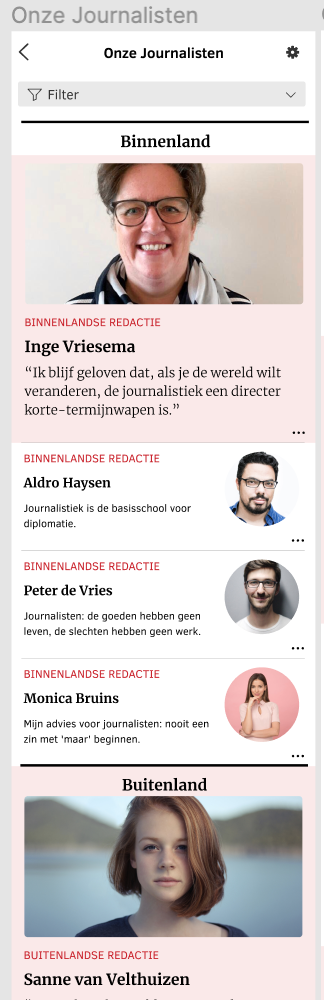 Onze Journalisten
Onze Journalisten
Filter
Binnenland
BINNENLANDSE REDACTIE
Inge Vriesema
“Ik blijf geloven dat, als je de wereld wilt
veranderen, de journalistiek een directer
korte-termijnwapen is.”
BINNENLANDSE REDACTIE
Aldro Haysen
Journalistiek is de basisschool voor
diplomatie.
BINNENLANDSE REDACTIE
Peter de Vries
Journalisten: de goeden hebben geen
leven, de slechten hebben geen werk.
BINNENLANDSE REDACTIE
Monica Bruins
Mijn advies voor journalisten: nooit een
zin met 'maar' beginnen.
Buitenland
BUITENLANDSE REDACTIE
Sanne van Velthuizen